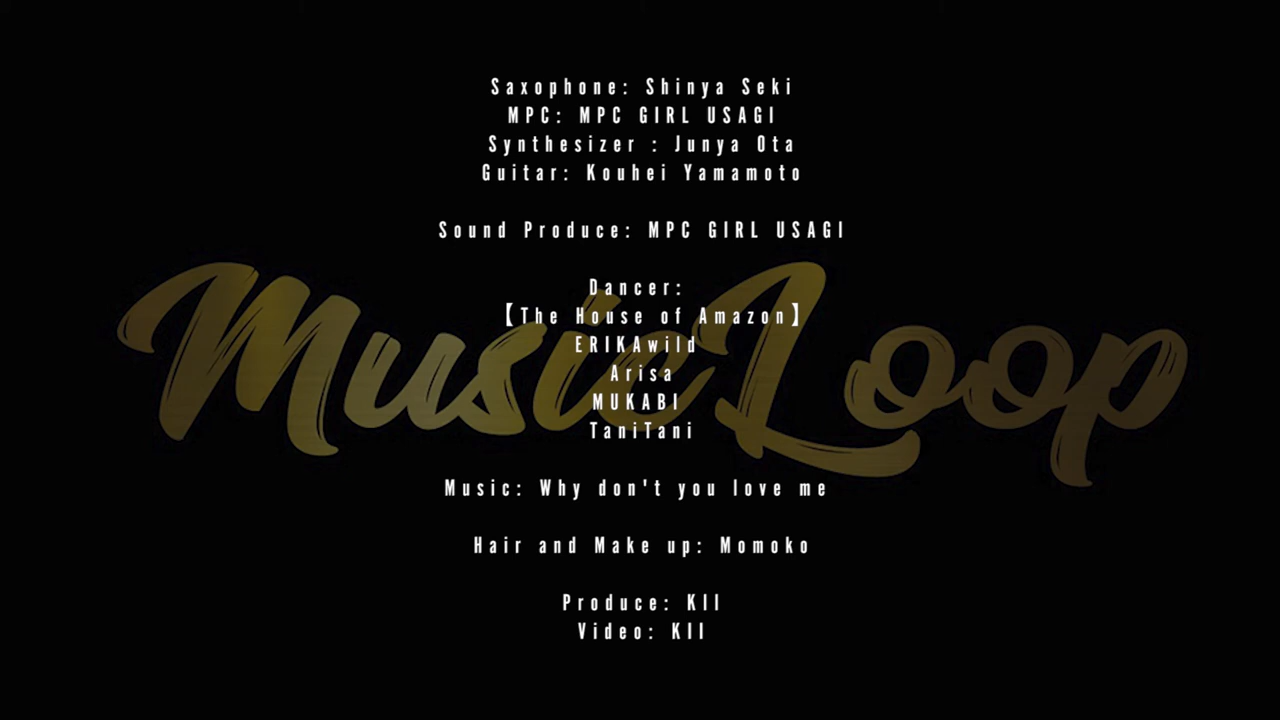 Saxophone: Shinya Seki
MPC: MPC GIRL USAGI
Synthesizer : Junya Ota
Guitar: Kouhei Yamamoto
Sound Produce: MPC GIRL USAGI
Dancer:
【The House of Amazon】
ERIKAwild
Arisa
MUKABI
TaniTani
Music: Why don't you love me
Hair and Make up: Momoko
Produce: KII
Video: KII
Music Loop